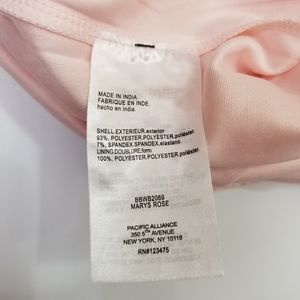 MADE IN INDIA.
FABRIQUE EN INDE.
hecho en india.
SHELL,EXTERIEUR,exterior
93%, POLYESTER,POLYESTER,poliéster.
7%, SPANDEX,SPANDEX,elastano.
LINING,DOUBLURE,forro
100%, POLYESTER,POLYESTER,poliéster.
BBWB2069
MARYS ROSE
PACIFIC ALLIANCE
350 5TH AVENUE
NEW YORK, NY 10118
RN#123475